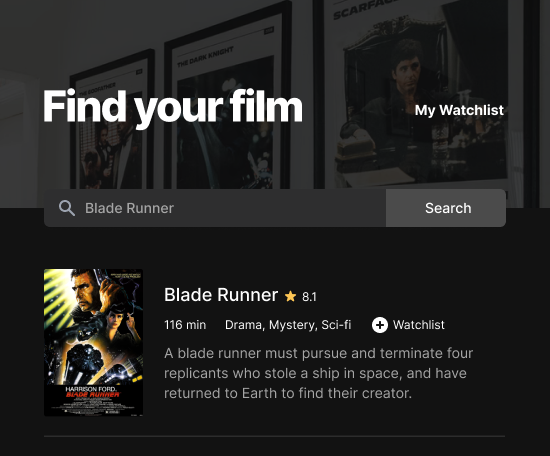 SCARFACE
THE DARK KNIGHT
Find your film
My Watchlist
Blade Runner
Search
Blade Runner
8.1
116 min
Drama, Mystery, Sci-fi
Watchlist
A blade runner must pursue and terminate four
replicants who stole a ship in space, and have
returned to Earth to find their creator.
HARRISON FORD.
BLADE RUNNER